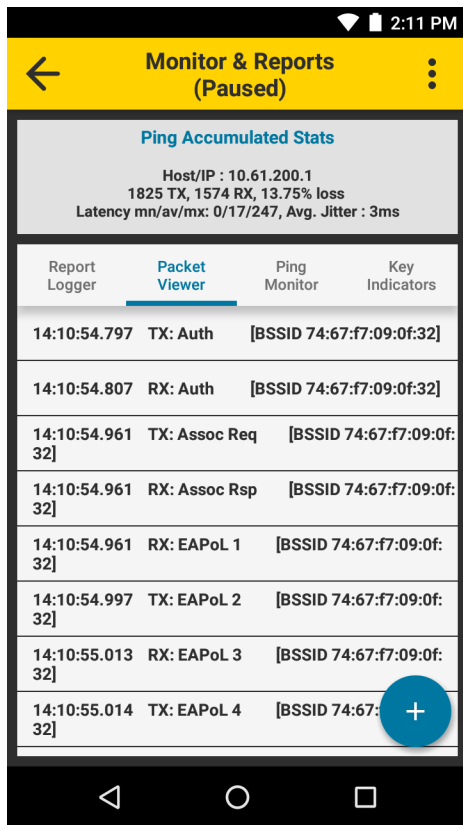 2:11 PM
Monitor & Reports
(Paused)
Ping Accumulated Stats
Host/IP : 10.61.200.1
1825 TX, 1574 RX, 13.75% loss
Latency mn/av/mx: 0/17/247, Avg. Jitter : 3ms
Report Logger
Packet Viewer
Ping Monitor
Key Indicators
14:10:54.797 TX: Auth [BSSID 74:67:f7:09:0f:32]
14:10:54.807 RX: Auth [BSSID 74:67:f7:09:0f:32]
14:10:54.961 TX: Assoc Req [BSSID 74:67:f7:09:0f:
32]
14:10:54.961 RX: Assoc Rsp [BSSID 74:67:f7:09:0f:
32]
14:10:54.961 RX: EAPoL 1 [BSSID 74:67:f7:09:0f:
32]
14:10:54.997 TX: EAPoL 2 [BSSID 74:67:f7:09:0f:
32]
14:10:55.013 RX: EAPoL 3 [BSSID 74:67:f7:09:0f:
32]
14:10:55.014 TX: EAPoL 4 [BSSID 74:67:
32]
+